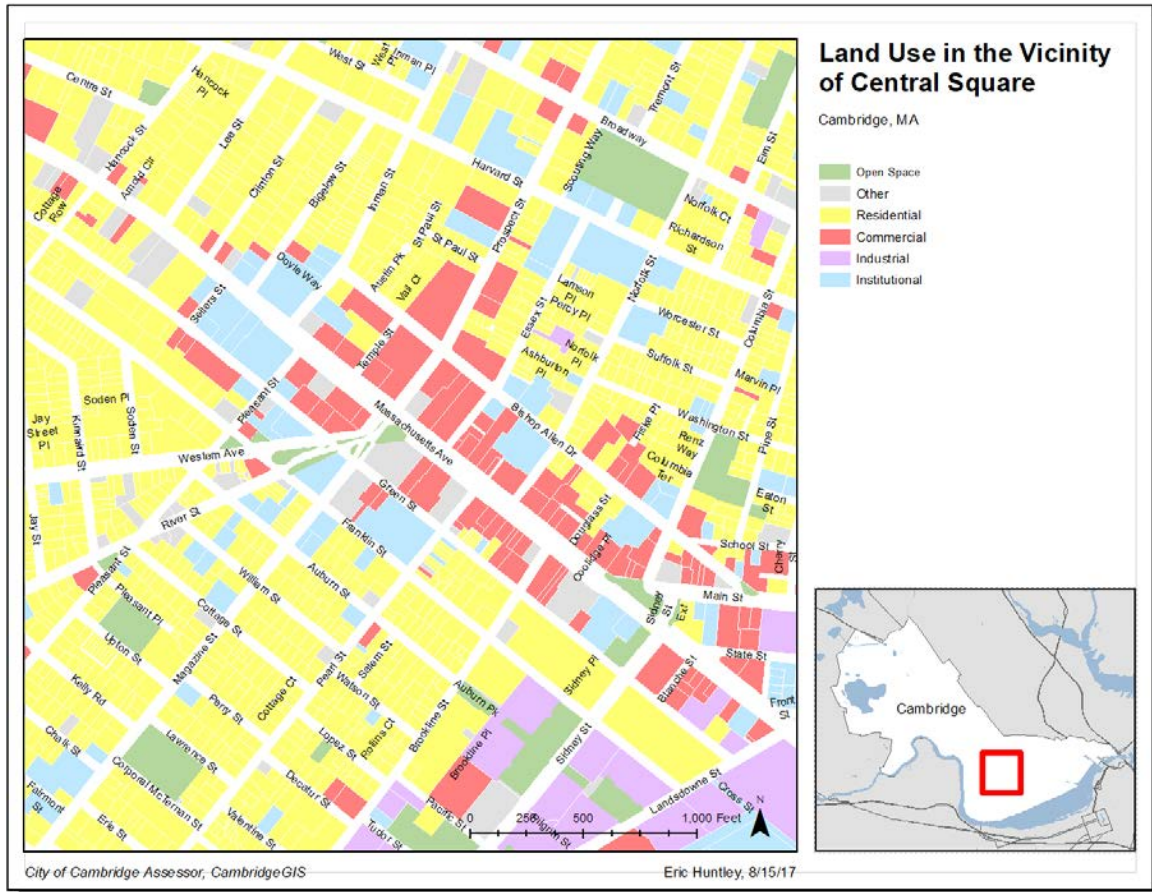 Land Use in the Vicinity
of Central Square
Cambridge, MA
Open Space
Other
Residential
Commercial
Industrial
Institutional
Centre St
Hancock
Pl
West St
West
Pl
Inman Pl
Tremont St
Broadway
Elm St
Hancock St
Arnold Cir
Lee St
Clinton St
Bigelow St
Inman St
Harvard St
Scouting Way
Norfolk Ct
Richardson
St
Cottage
Row
St Paul St
St Paul St
Prospect St
Austin Pk
Vail Ct
Doyle Way
Sellers St
Temple St
Essex St
Lamson
Pl
Percy Pl
Norfolk St
Norfolk Pl
Ashburton
Pl
Worcester St
Suffolk St
Columbia St
Marvin Pl
Washington St
Soden Pl
Soden St
Kinnaird St
Jay
Street
Pl
Pleasant St
Western Ave
Massachusetts Ave
Bishop Allen Dr
Fiske Pl
Renz
Way
Columbia
Ter
Pine St
Eaton St
River St
Jay St
Green St
Franklin St
Douglass St
Coolidge Pl
School St
Cherry
St
Main St
Pleasant St
Pleasant Pl
William St
Auburn St
Cottage St
Sidney
St
Ext
State St
Upton St
Magazine St
Pearl St
Salem St
Sidney Pl
Blanche St
Front
St
Kelly Rd
Perry St
Cottage Ct
Watson St
Auburn Pk
Chalk St
Lawrence St
Lopez St
Rollins Ct
Brookline St
Brookline Pl
Sidney St
Landsdowne St
Cross St
Fairmont
St
Corporal McTernan St
Decatur St
Pacific St
Erie St
Valentine St
Tudor St
Pilgrim St
0 250 500 1,000 Feet
N
Cambridge
City of Cambridge Assessor, CambridgeGIS
Eric Huntley, 8/15/17